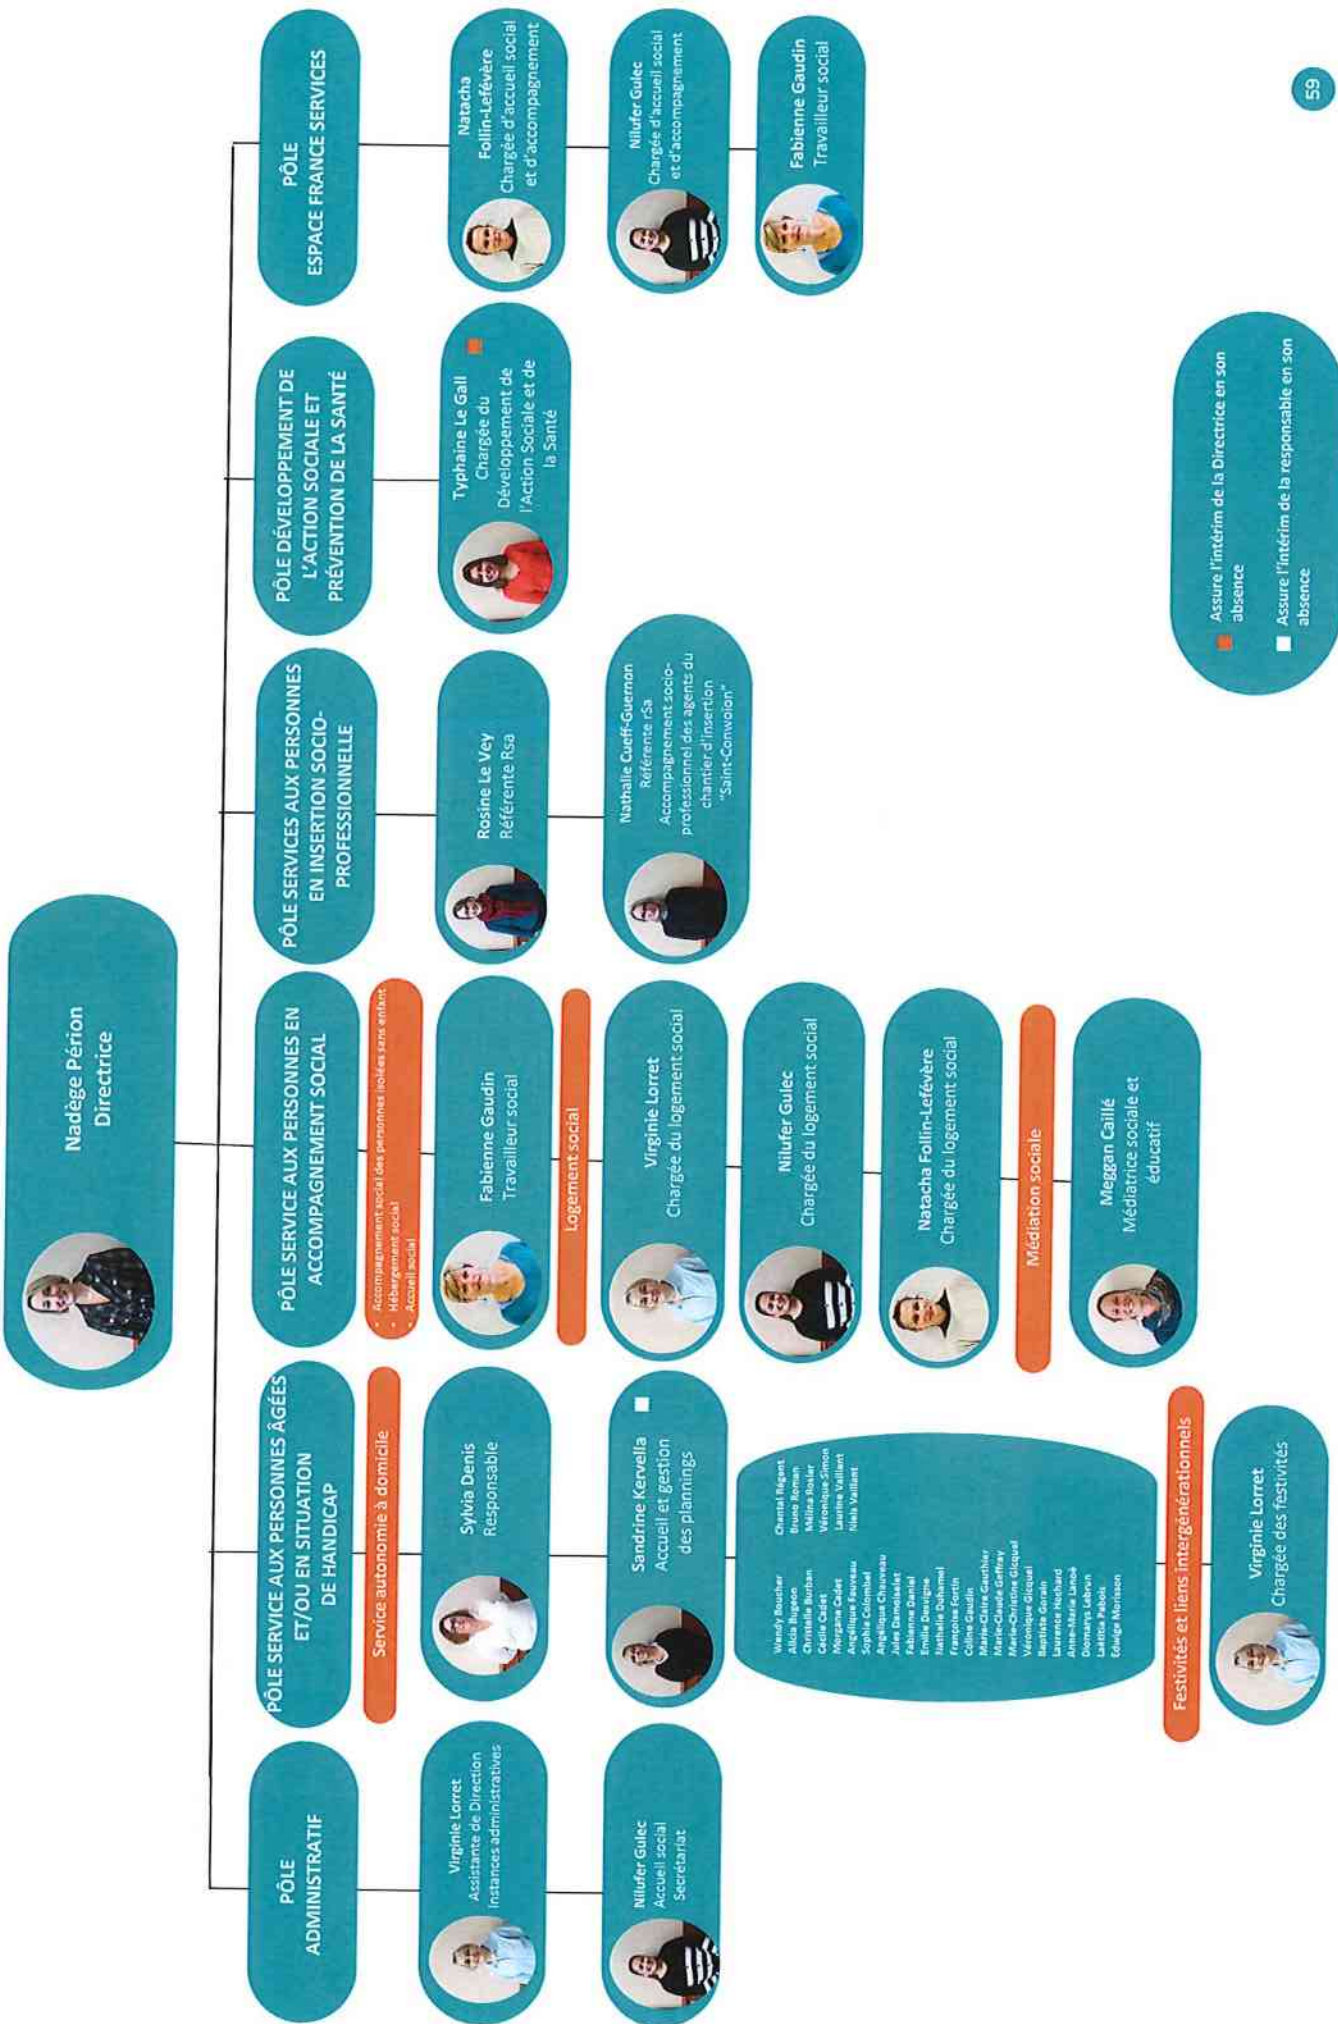 Nadège Périon
Directrice
PÔLE
ADMINISTRATIF
Virginie Lorret
Assistante de Direction
Instances administratives
Nilufer Gulec
Accueil social
Secrétariat
PÔLE SERVICE AUX PERSONNES ÂGÉES
ET/OU EN SITUATION
DE HANDICAP
Service autonomie à domicile
Sylvia Denis
Responsable
Sandrine Kervella
Accueil et gestion
des plannings
Wendy Boucher
Alicia Bugeon
Christelle Burban
Cécile Cadet
Morgane Cadet
Angélique Fauveau
Sophie Colombel
Angélique Chauveau
Jules Damoiselet
Fabienne Danial
Emilie Desvigne
Nathalie Duhamel
Françoise Fortin
Coline Gaudin
Marie-Claire Gauthier
Marie-Claude Geffray
Marie-Christine Gicquel
Véronique Gicquel
Baptiste Gorain
Laurence Hochard
Anne-Marie Lanoë
Diomarys Lebrun
Laëtitia Pabois
Edwige Morisson
Chantal Régent
Bruno Roman
Mélina Rosier
Véronique Simon
Laurine Vaillant
Niels Vaillant
Festivités et liens intergénérationnels
Virginie Lorret
Chargée des festivités
PÔLE SERVICE AUX PERSONNES EN
ACCOMPAGNEMENT SOCIAL
• Accompagnement social des personnes isolées sans enfant
• Hébergement social
• Accueil social
Fabienne Gaudin
Travailleur social
Logement social
Virginie Lorret
Chargée du logement social
Nilufer Gulec
Chargée du logement social
Natacha Follin-Lefévère
Chargée du logement social
Médiation sociale
Meggan Caillé
Médiatrice sociale et
éducatif
PÔLE SERVICES AUX PERSONNES
EN INSERTION SOCIO-
PROFESSIONNELLE
Rosine Le Vey
Référente Rsa
Nathalie Cueff-Guernon
Référente rSa
Accompagnement socio-
professionnel des agents du
chantier d'insertion
"Saint-Conwoïon"
PÔLE DÉVELOPPEMENT DE
L'ACTION SOCIALE ET
PRÉVENTION DE LA SANTÉ
Typhaine Le Gall
Chargée du
Développement de
l'Action Sociale et de
la Santé
PÔLE
ESPACE FRANCE SERVICES
Natacha
Follin-Lefévère
Chargée d'accueil social
et d'accompagnement
Nilufer Gulec
Chargée d'accueil social
et d'accompagnement
Fabienne Gaudin
Travailleur social
Assure l'intérim de la Directrice en son
absence
Assure l'intérim de la responsable en son
absence
59